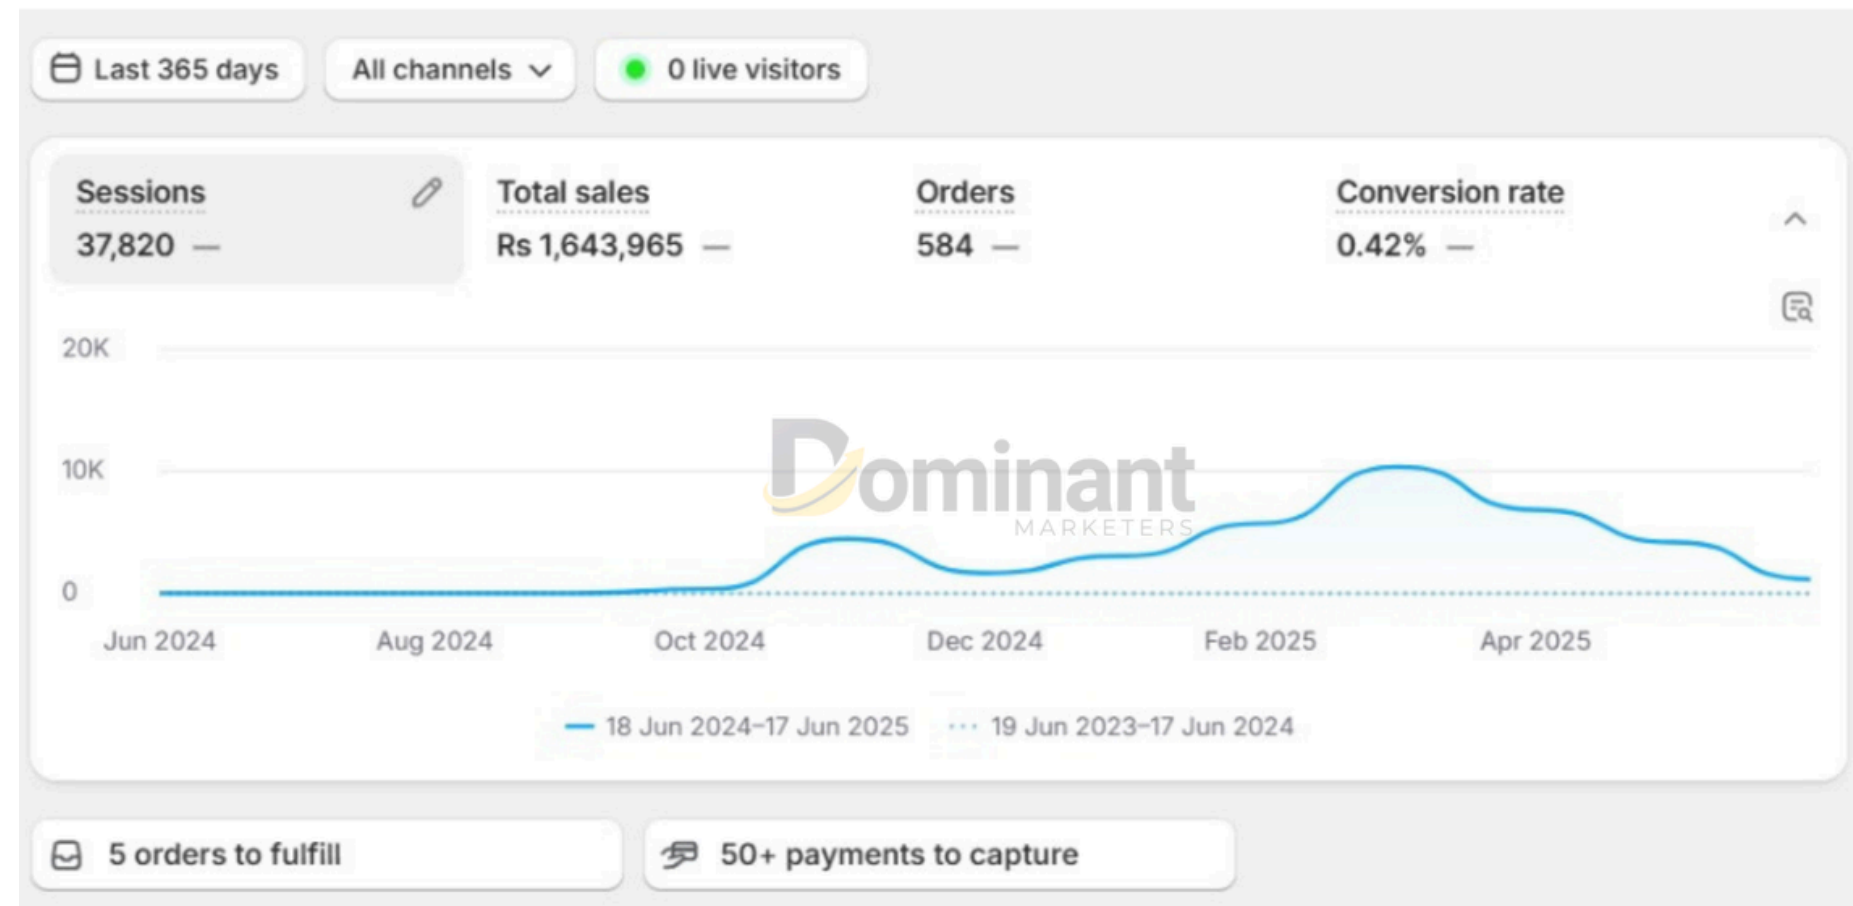 Last 365 days All channels 0 live visitors
Sessions Total sales Orders Conversion rate
37,820 — Rs 1,643,965 — 584 — 0.42% —
20K
10K
0
Dominant
MARKETERS
Jun 2024 Aug 2024 Oct 2024 Dec 2024 Feb 2025 Apr 2025
18 Jun 2024–17 Jun 2025 19 Jun 2023–17 Jun 2024
5 orders to fulfill 50+ payments to capture